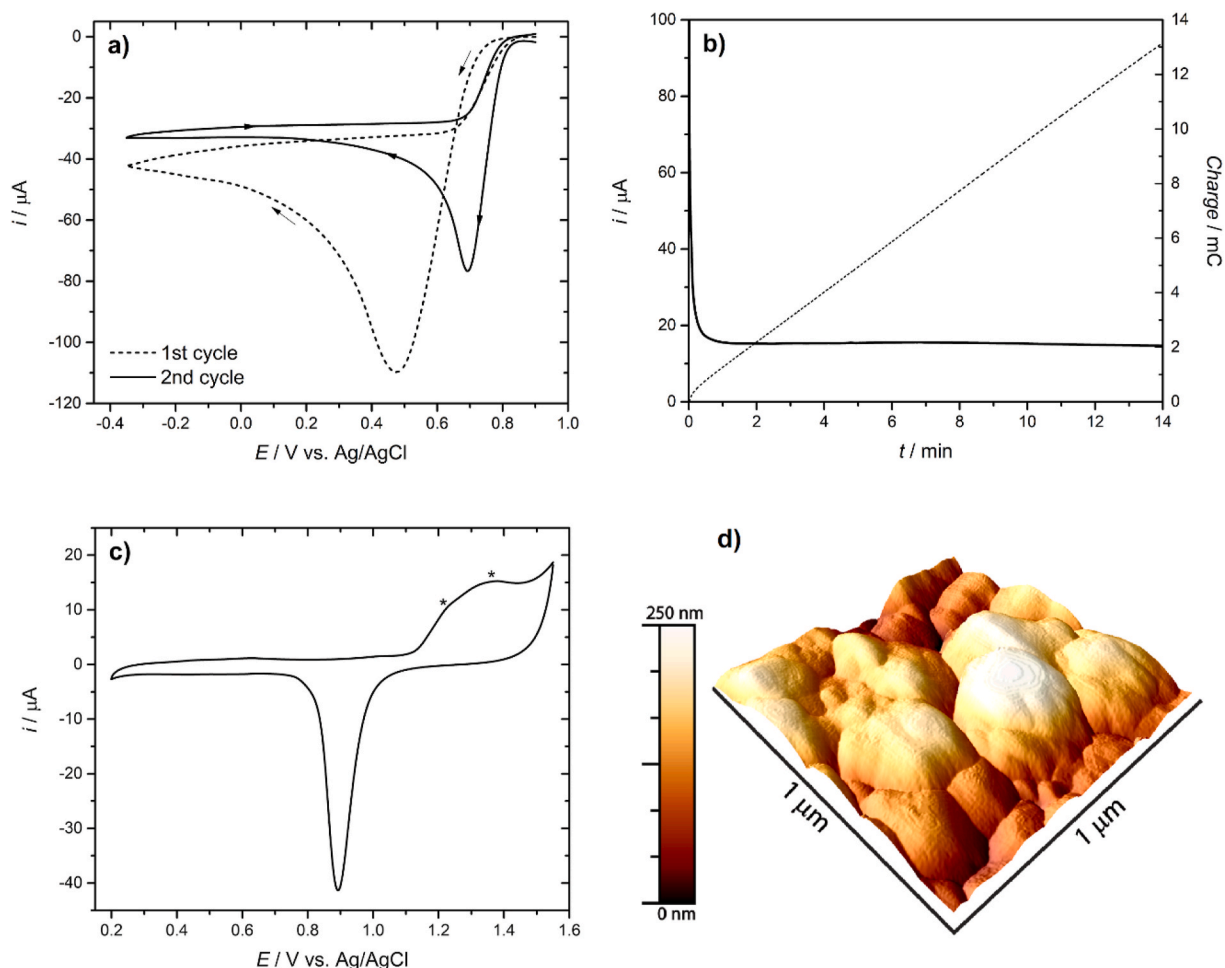 a)
0
-20
-40
-60
-80
-100
-120
i / µA
1st cycle
2nd cycle
-0.4 -0.2 0.0 0.2 0.4 0.6 0.8 1.0
E / V vs. Ag/AgCl
b)
100
80
60
40
20
0
i / µA
14
12
10
8
6
4
2
0
Charge / mC
0 2 4 6 8 10 12 14
t / min
c)
20
10
0
-10
-20
-30
-40
i / µA
* *
0.2 0.4 0.6 0.8 1.0 1.2 1.4 1.6
E / V vs. Ag/AgCl
d)
250 nm
0 nm
1 µm
1 µm